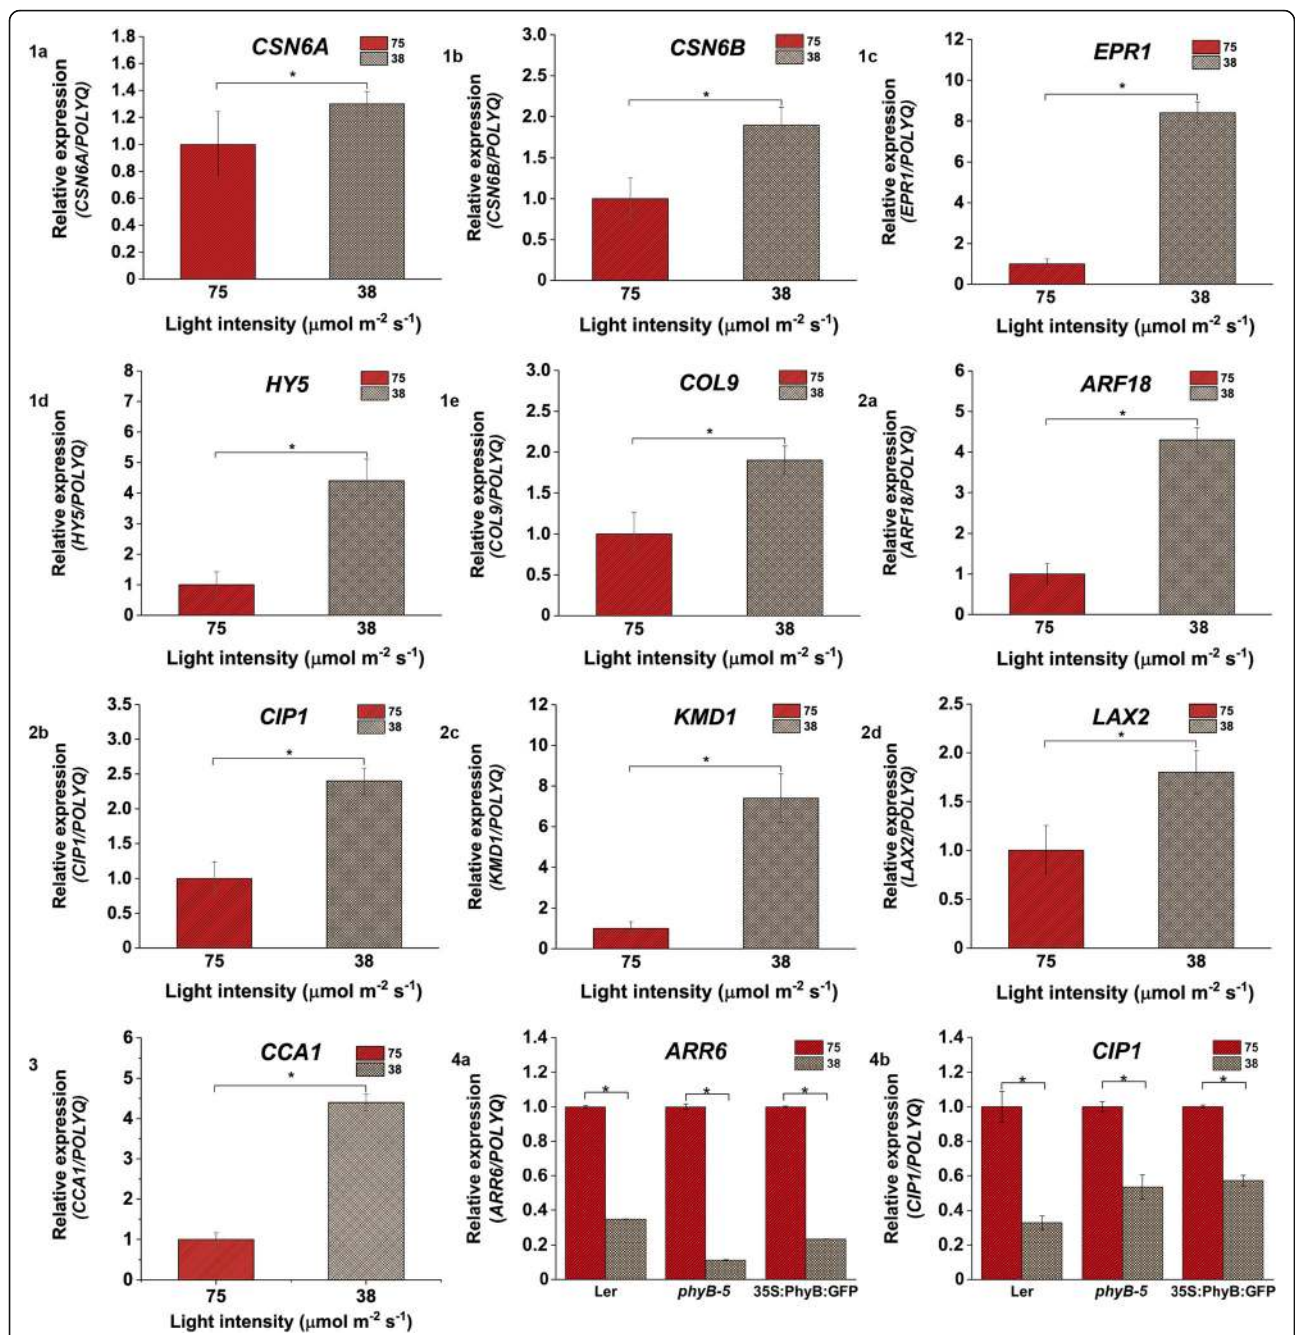 1a
CSN6A
75
38
Relative expression
(CSN6A/POLYQ)
1.8
1.6
1.4
1.2
1.0
0.8
0.6
0.4
0.2
0
*
75 38
Light intensity (μmol m-2 s-1)
1b
CSN6B
75
38
Relative expression
(CSN6B/POLYQ)
3.0
2.5
2.0
1.5
1.0
0.5
0
*
75 38
Light intensity (μmol m-2 s-1)
1c
EPR1
75
38
Relative expression
(EPR1/POLYQ)
12
10
8
6
4
2
0
*
75 38
Light intensity (μmol m-2 s-1)
1d
HY5
75
38
Relative expression
(HY5/POLYQ)
8
7
6
5
4
3
2
1
0
*
75 38
Light intensity (μmol m-2 s-1)
1e
COL9
75
38
Relative expression
(COL9/POLYQ)
3.0
2.5
2.0
1.5
1.0
0.5
0
*
75 38
Light intensity (μmol m-2 s-1)
2a
ARF18
75
38
Relative expression
(ARF18/POLYQ)
6
5
4
3
2
1
0
*
75 38
Light intensity (μmol m-2 s-1)
2b
CIP1
75
38
Relative expression
(CIP1/POLYQ)
3.5
3.0
2.5
2.0
1.5
1.0
0.5
0
*
75 38
Light intensity (μmol m-2 s-1)
2c
KMD1
75
38
Relative expression
(KMD1/POLYQ)
12
10
8
6
4
2
0
*
75 38
Light intensity (μmol m-2 s-1)
2d
LAX2
75
38
Relative expression
(LAX2/POLYQ)
2.5
2.0
1.5
1.0
0.5
0
*
75 38
Light intensity (μmol m-2 s-1)
3
CCA1
75
38
Relative expression
(CCA1/POLYQ)
6
5
4
3
2
1
0
*
75 38
Light intensity (μmol m-2 s-1)
4a
ARR6
75
38
Relative expression
(ARR6/POLYQ)
1.4
1.2
1.0
0.8
0.6
0.4
0.2
0
* * *
Ler phyB-5 35S:PhyB:GFP
4b
CIP1
75
38
Relative expression
(CIP1/POLYQ)
1.4
1.2
1.0
0.8
0.6
0.4
0.2
0
* * *
Ler phyB-5 35S:PhyB:GFP